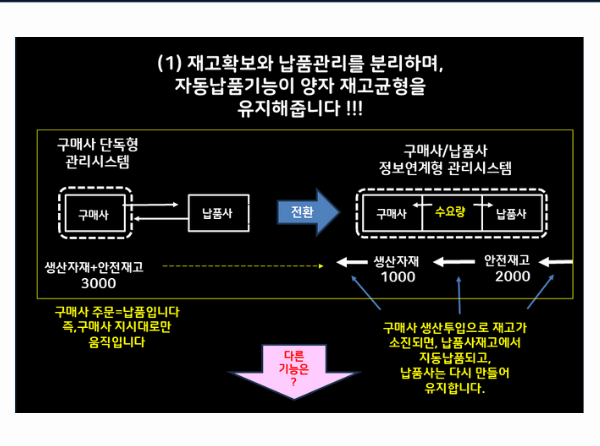 (1) 재고확보와 납품관리를 분리하며,
자동납품기능이 양자 재고균형을
유지해줍니다 !!!
구매사 단독형
관리시스템
구매사
납품사
전환
구매사/납품사
정보연계형 관리시스템
구매사
수요량
납품사
생산자재+안전재고
3000
생산자재
1000
안전재고
2000
구매사 주문=납품입니다
즉,구매사 지시대로만
움직입니다
다른
기능은
?
구매사 생산투입으로 재고가
소진되면, 납품사재고에서
지동납품되고,
납품사는 다시 만들어
유지합니다.